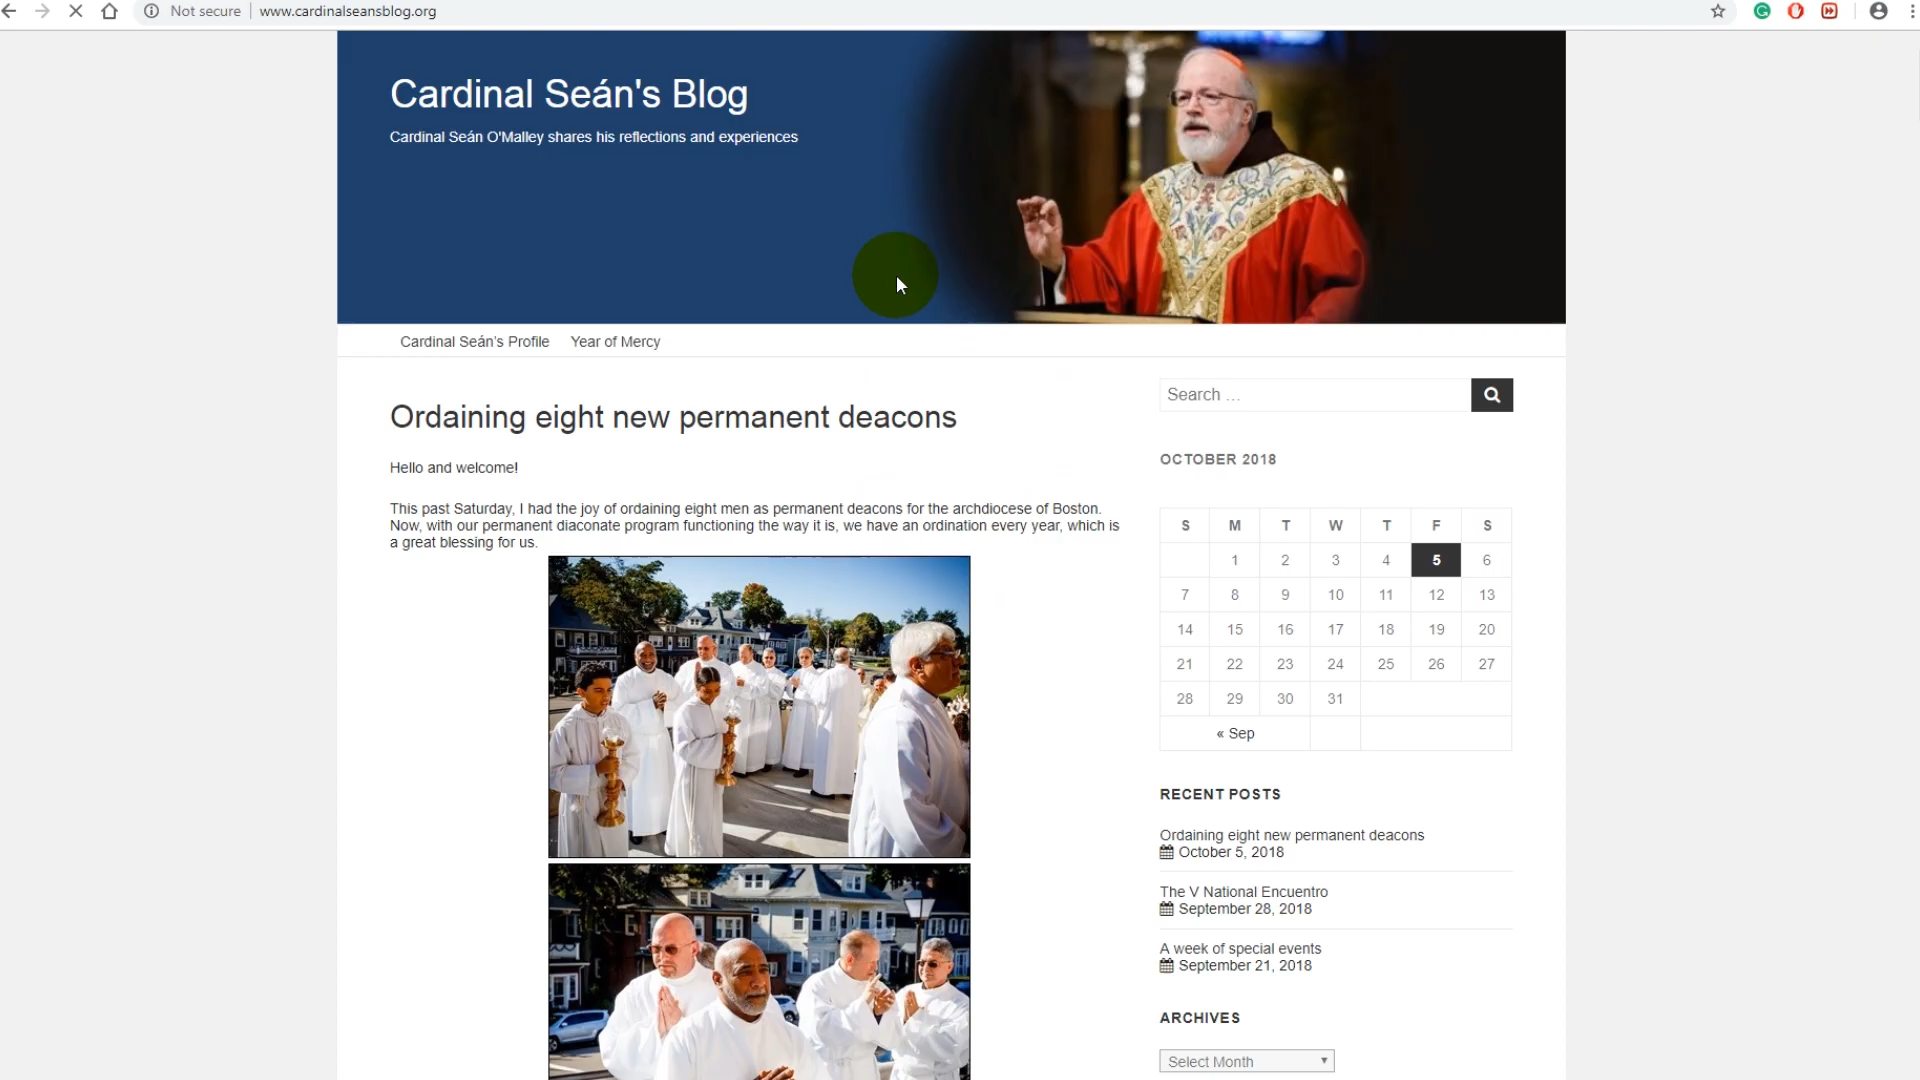 Not secure
www.cardinalseansblog.org
Cardinal Seán's Blog
Cardinal Seán O'Malley shares his reflections and experiences
Cardinal Seán's Profile
Year of Mercy
Ordaining eight new permanent deacons
Hello and welcome!
This past Saturday, I had the joy of ordaining eight men as permanent deacons for the archdiocese of Boston.
Now, with our permanent diaconate program functioning the way it is, we have an ordination every year, which is
a great blessing for us.
Search …
OCTOBER 2018
S M T W T F S
1 2 3 4 5 6
7 8 9 10 11 12 13
14 15 16 17 18 19 20
21 22 23 24 25 26 27
28 29 30 31
« Sep
RECENT POSTS
Ordaining eight new permanent deacons
October 5, 2018
The V National Encuentro
September 28, 2018
A week of special events
September 21, 2018
ARCHIVES
Select Month